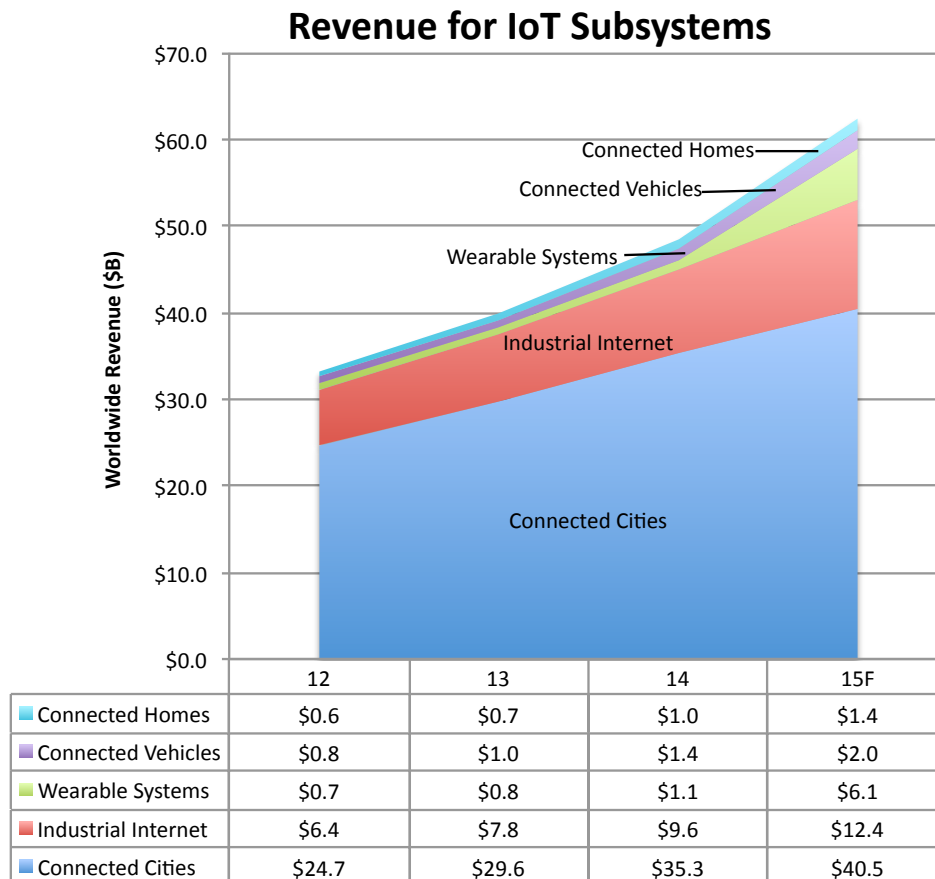 Revenue for IoT Subsystems
Worldwide Revenue ($B)
$70.0
$60.0
$50.0
$40.0
$30.0
$20.0
$10.0
$0.0
Connected Homes
Connected Vehicles
Wearable Systems
Industrial Internet
Connected Cities
12 13 14 15F
Connected Homes $0.6 $0.7 $1.0 $1.4
Connected Vehicles $0.8 $1.0 $1.4 $2.0
Wearable Systems $0.7 $0.8 $1.1 $6.1
Industrial Internet $6.4 $7.8 $9.6 $12.4
Connected Cities $24.7 $29.6 $35.3 $40.5